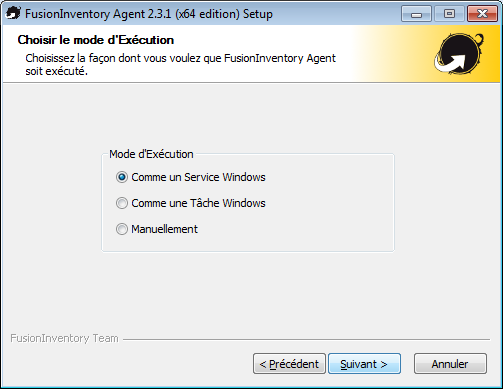 FusionInventory Agent 2.3.1 (x64 edition) Setup
Choisir le mode d'Exécution
Choisissez la façon dont vous voulez que FusionInventory Agent
soit exécuté.
Mode d'Exécution
Comme un Service Windows
Comme une Tâche Windows
Manuellement
FusionInventory Team
< Précédent
Suivant >
Annuler